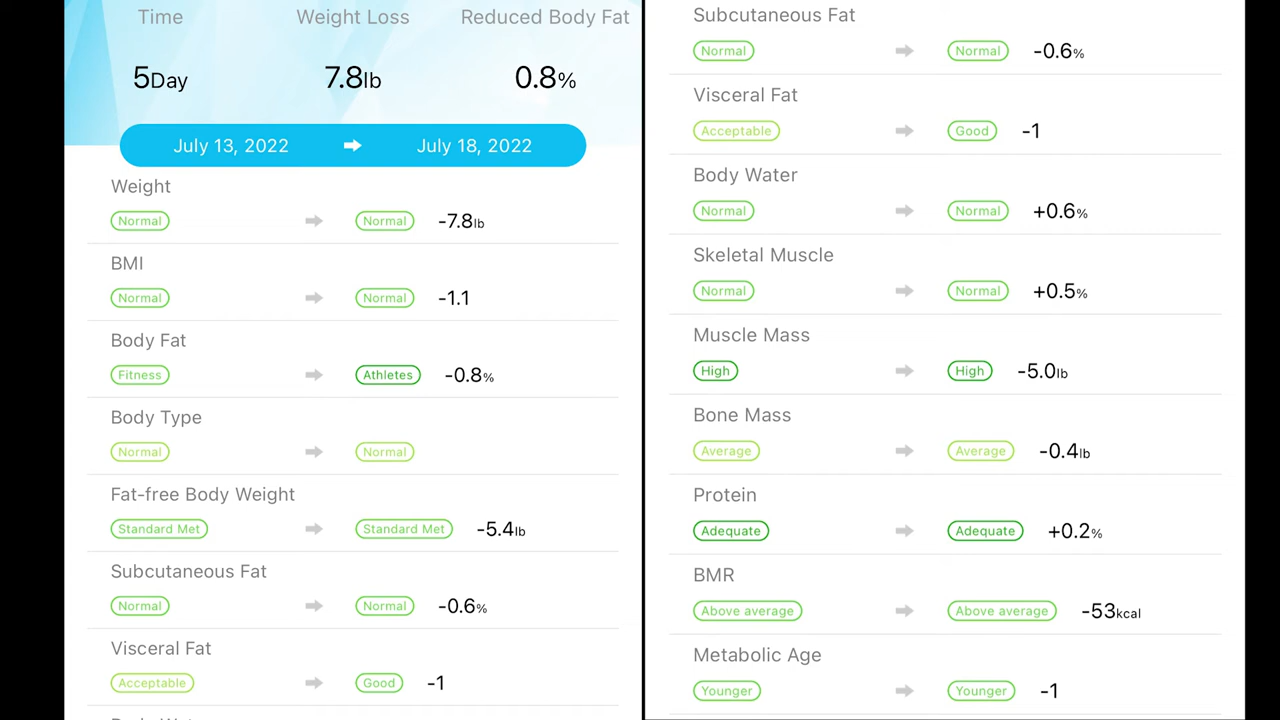 Time Weight Loss Reduced Body Fat
5Day 7.8lb 0.8%
July 13, 2022 July 18, 2022
Weight
Normal Normal -7.8lb
BMI
Normal Normal -1.1
Body Fat
Fitness Athletes -0.8%
Body Type
Normal Normal
Fat-free Body Weight
Standard Met Standard Met -5.4lb
Subcutaneous Fat
Normal Normal -0.6%
Visceral Fat
Acceptable Good -1
Subcutaneous Fat
Normal Normal -0.6%
Visceral Fat
Acceptable Good -1
Body Water
Normal Normal +0.6%
Skeletal Muscle
Normal Normal +0.5%
Muscle Mass
High High -5.0lb
Bone Mass
Average Average -0.4lb
Protein
Adequate Adequate +0.2%
BMR
Above average Above average -53kcal
Metabolic Age
Younger Younger -1